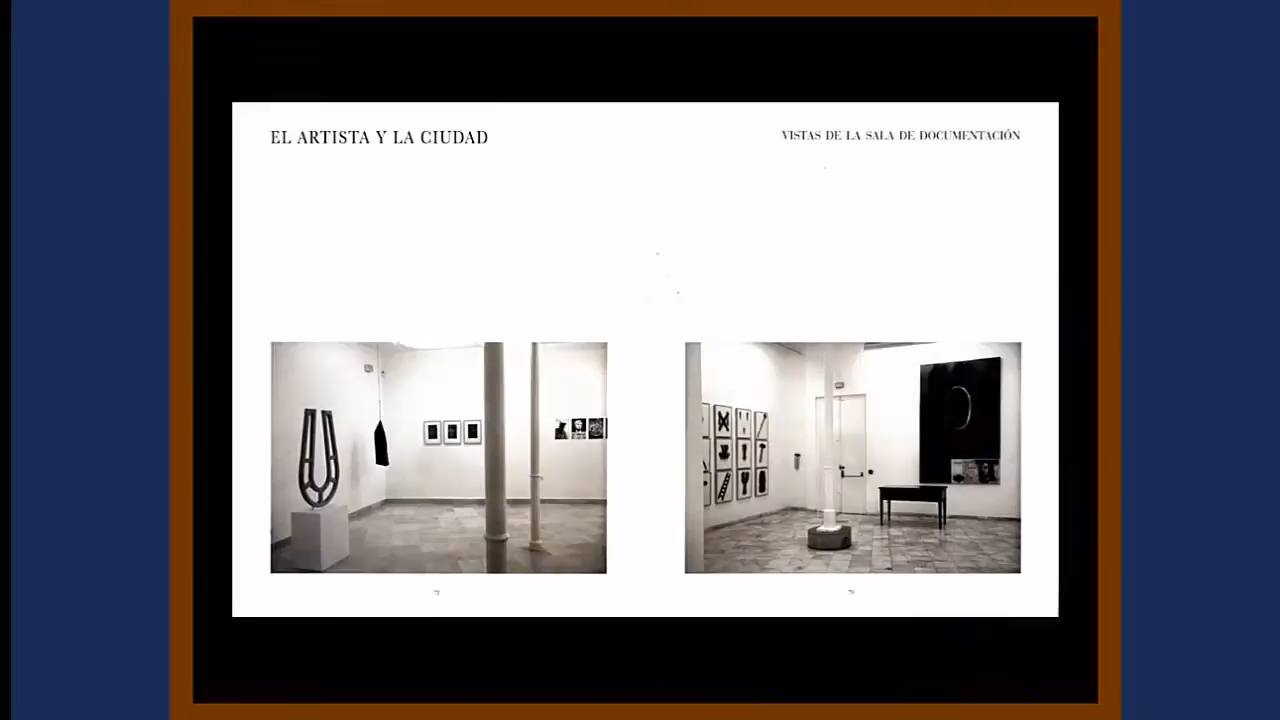 EL ARTISTA Y LA CIUDAD
VISTAS DE LA SALA DE DOCUMENTACIÓN